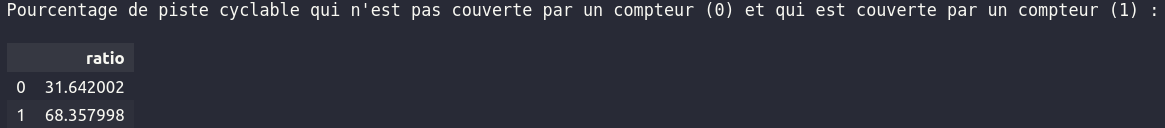 Pourcentage de piste cyclable qui n'est pas couverte par un compteur (0) et qui est couverte par un compteur (1) :
ratio
0 31.642002
1 68.357998